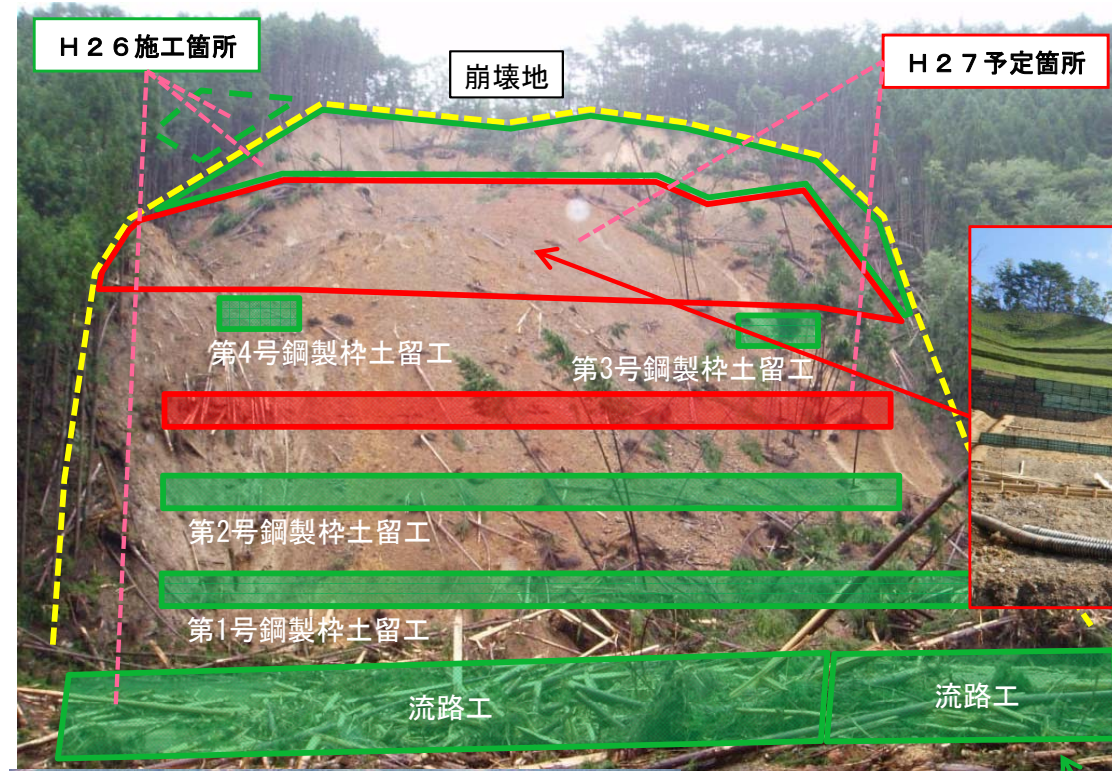 Ｈ２６施工箇所
崩壊地
Ｈ２７予定箇所
第4号鋼製枠土留工
第3号鋼製枠土留工
第2号鋼製枠土留工
第1号鋼製枠土留工
流路工
流路工